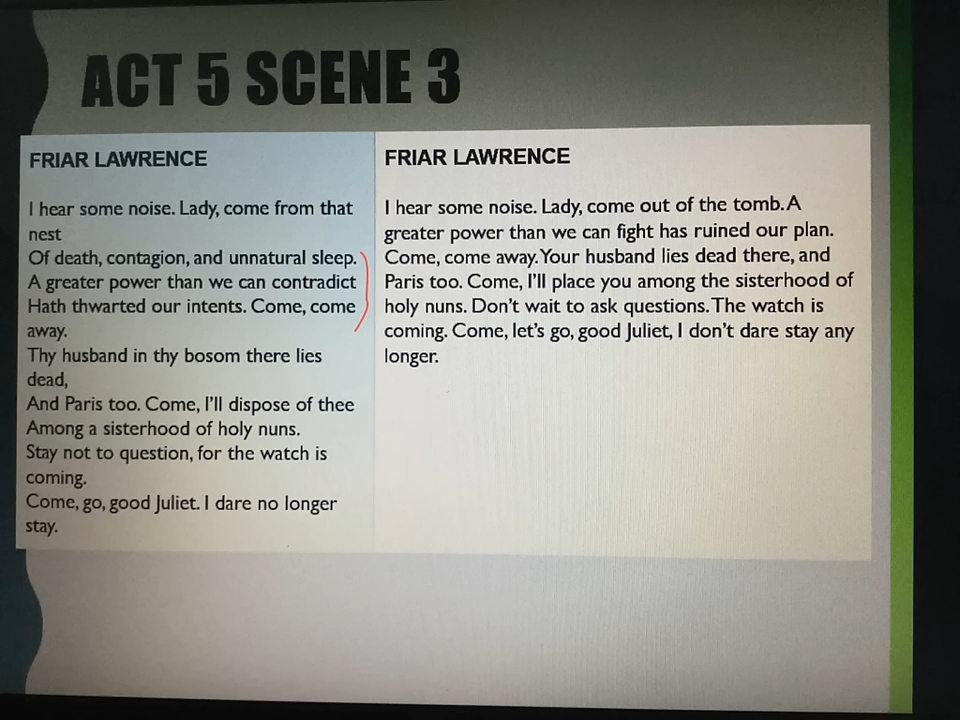 ACT 5 SCENE 3
FRIAR LAWRENCE
I hear some noise. Lady, come from that
nest
Of death, contagion, and unnatural sleep.
A greater power than we can contradict
Hath thwarted our intents. Come, come
away.
Thy husband in thy bosom there lies
dead,
And Paris too. Come, I'll dispose of thee
Among a sisterhood of holy nuns.
Stay not to question, for the watch is
coming.
Come, go, good Juliet. I dare no longer
stay.
FRIAR LAWRENCE
I hear some noise. Lady, come out of the tomb. A
greater power than we can fight has ruined our plan.
Come, come away. Your husband lies dead there, and
Paris too. Come, I'll place you among the sisterhood of
holy nuns. Don't wait to ask questions. The watch is
coming. Come, let's go, good Juliet, I don't dare stay any
longer.